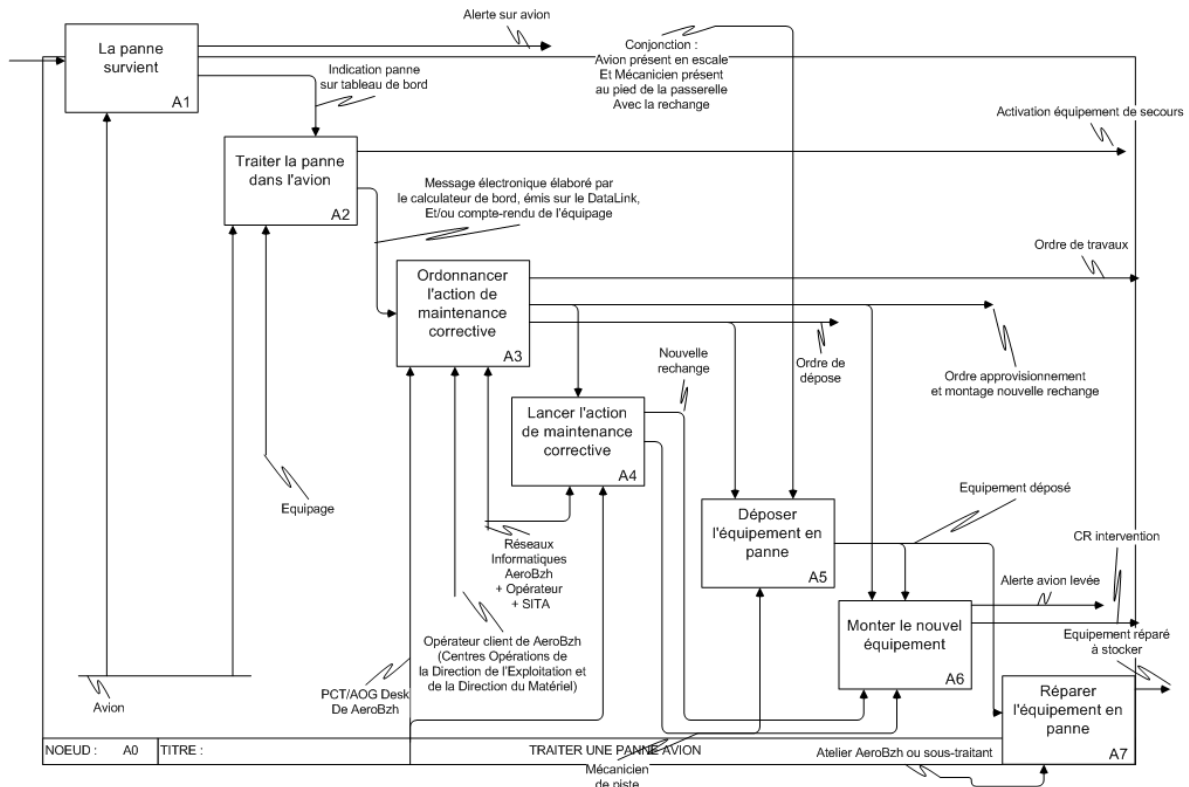 Alerte sur avion
La panne
survient
A1
Conjonction :
Avion présent en escale
Et Mécanicien présent
au pied de la passerelle
Avec la rechange
Indication panne
sur tableau de bord
Activation équipement de secours
Traiter la panne
dans l'avion
A2
Message électronique élaboré par
le calculateur de bord, émis sur le DataLink,
Et/ou compte-rendu de l'équipage
Ordre de travaux
Ordonnancer
l'action de
maintenance
corrective
A3
Nouvelle
rechange
Ordre de
dépose
Ordre approvisionnement
et montage nouvelle rechange
Lancer l'action
de maintenance
corrective
A4
Equipage
Equipement déposé
Déposer
l'équipement en
panne
A5
CR intervention
Réseaux
Informatiques
AeroBzh
+ Opérateur
+ SITA
Alerte avion levée
Monter le nouvel
équipement
A6
Equipement réparé
à stocker
Opérateur client de AeroBzh
(Centres Opérations de
la Direction de l'Exploitation et
de la Direction du Matériel)
PCT/AOG Desk
De AeroBzh
Avion
Réparer
l'équipement en
panne
A7
NOEUD : A0
TITRE :
TRAITER UNE PANNE AVION
Atelier AeroBzh ou sous-traitant
Mécanicien
de piste